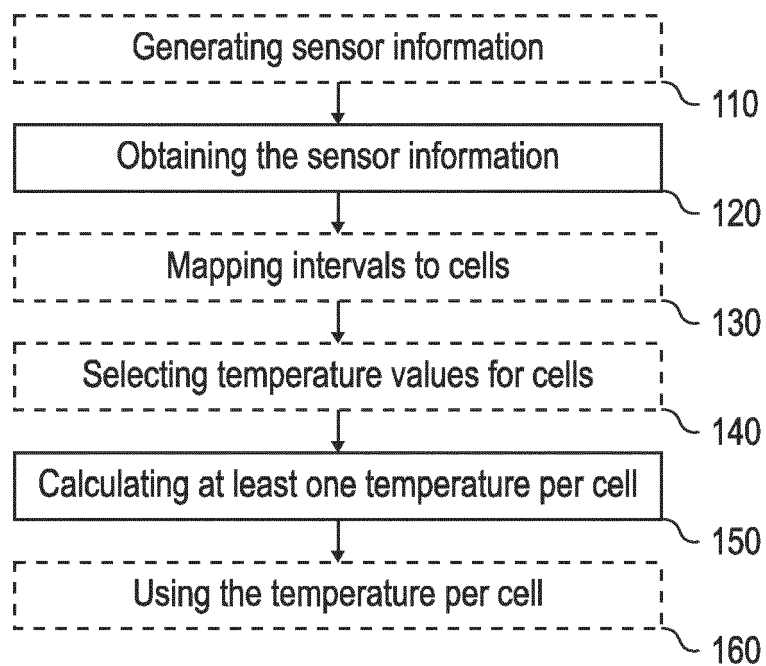 Generating sensor information
110
Obtaining the sensor information
120
Mapping intervals to cells
130
Selecting temperature values for cells
140
Calculating at least one temperature per cell
150
Using the temperature per cell
160